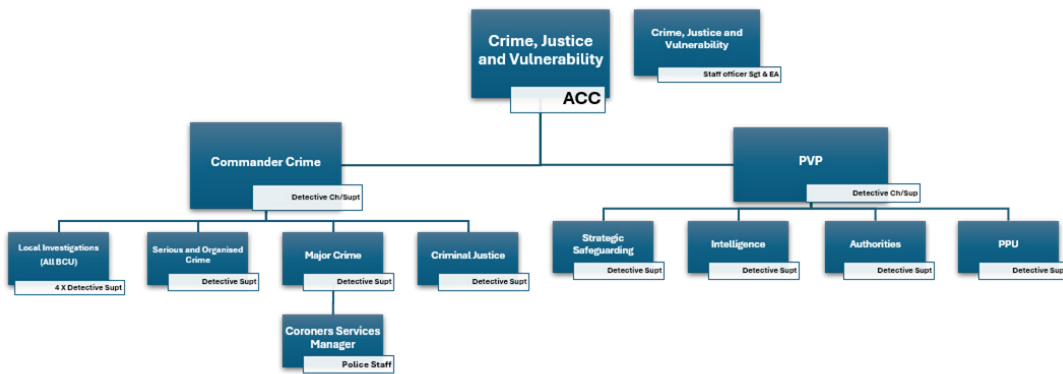 Crime, Justice
and Vulnerability
ACC
Crime, Justice and
Vulnerability
Staff officer Sgt & EA
Commander Crime
Detective Ch/Supt
PVP
Detective Ch/Sup
Local Investigations
(All BCU)
4 X Detective Supt
Serious and Organised
Crime
Detective Supt
Major Crime
Detective Supt
Criminal Justice
Detective Supt
Strategic
Safeguarding
Detective Supt
Intelligence
Detective Supt
Authorities
Detective Supt
PPU
Detective Sup
Coroners Services
Manager
Police Staff